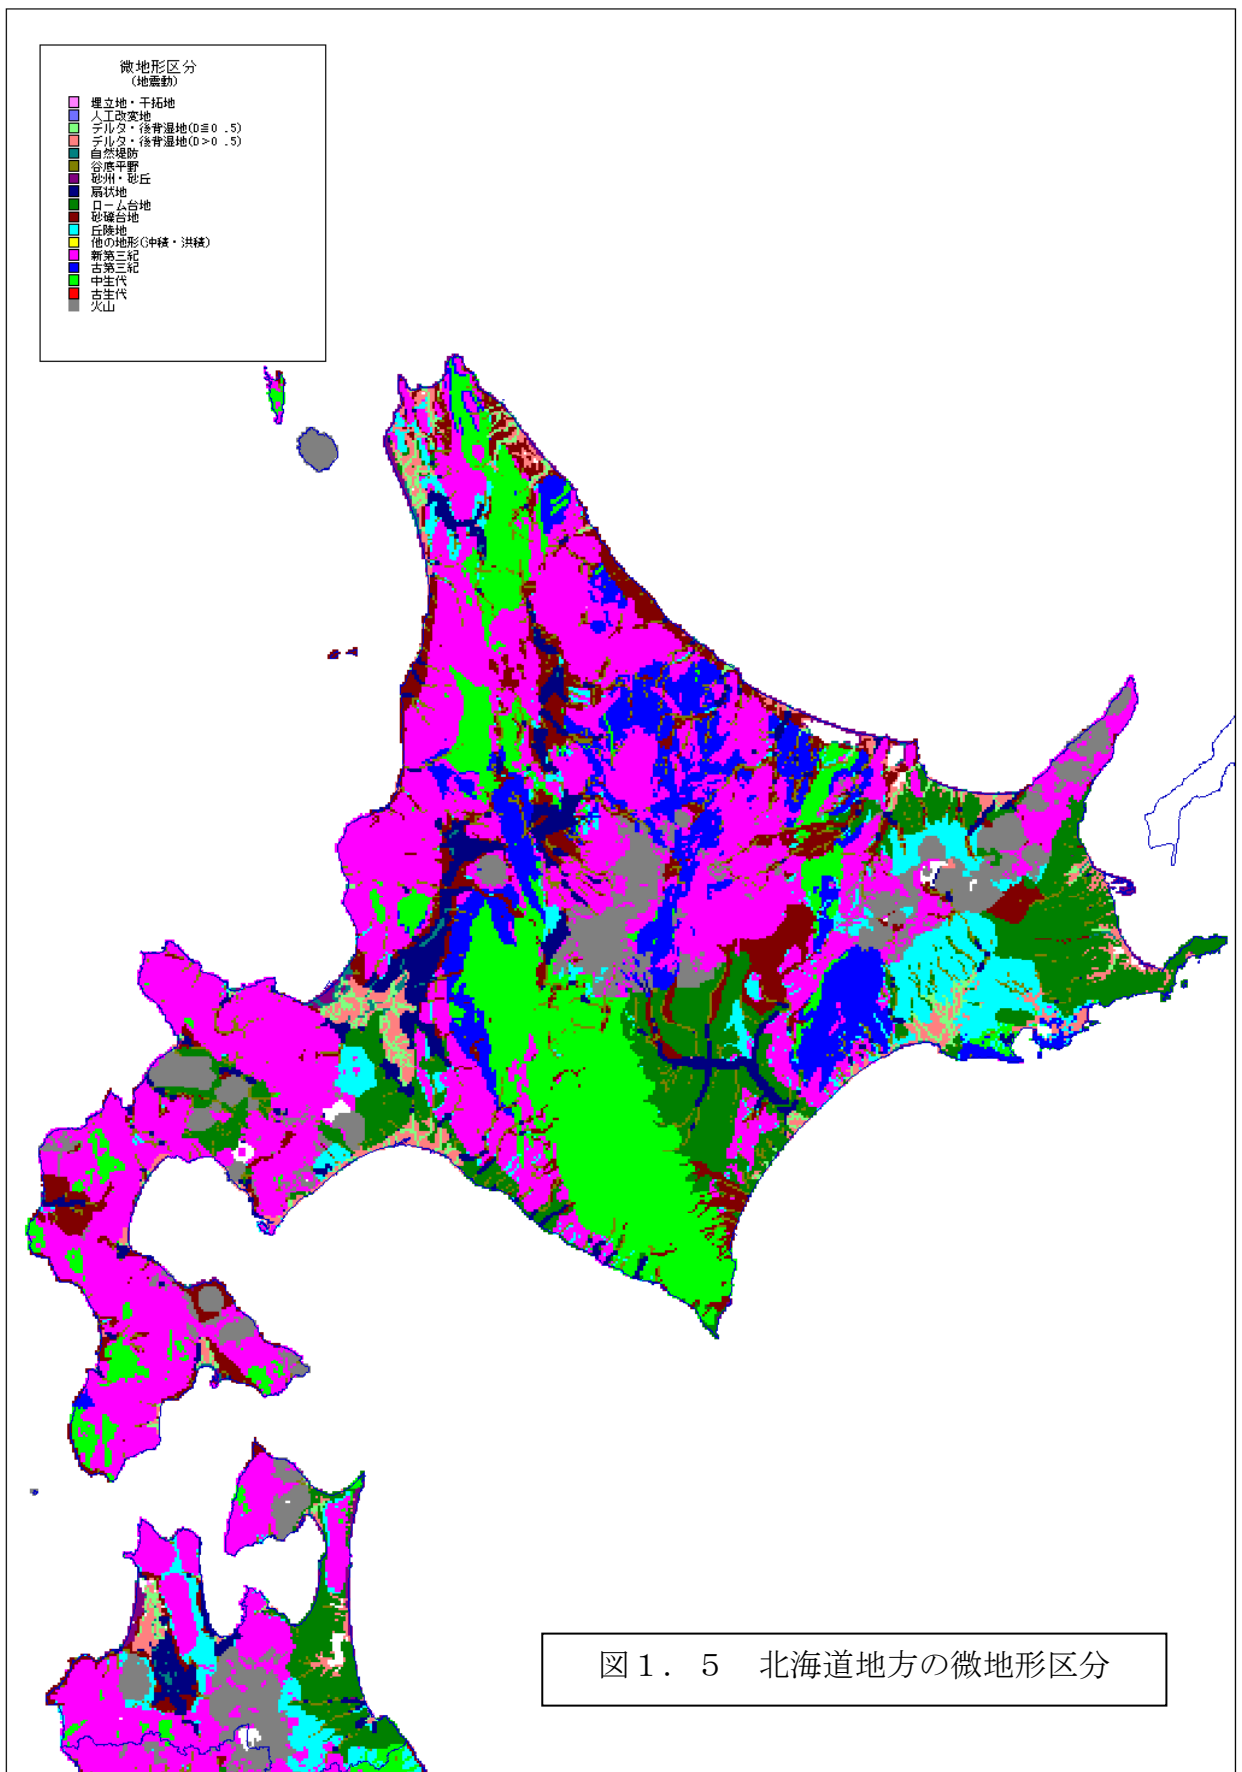 微地形区分
(地震動)
埋立地・干拓地
人工改変地
デルタ・後背湿地(D≦0.5)
デルタ・後背湿地(D>0.5)
自然堤防
谷底平野
砂州・砂丘
扇状地
ローム台地
砂礫台地
丘陵地
他の地形(沖積・洪積)
新第三紀
古第三紀
中生代
古生代
火山
図1.5 北海道地方の微地形区分